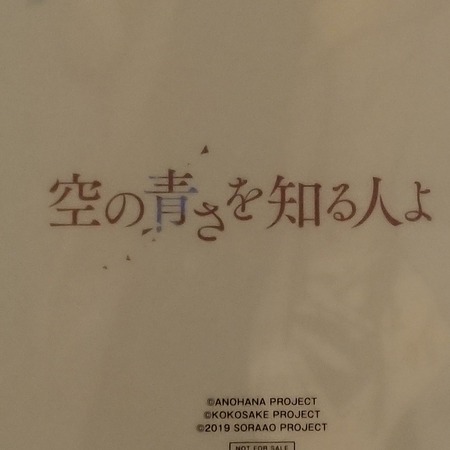 空の青さを知る人よ
©ANOHANA PROJECT
©KOKOSAKE PROJECT
©2019 SORAAO PROJECT
NOT FOR SALE